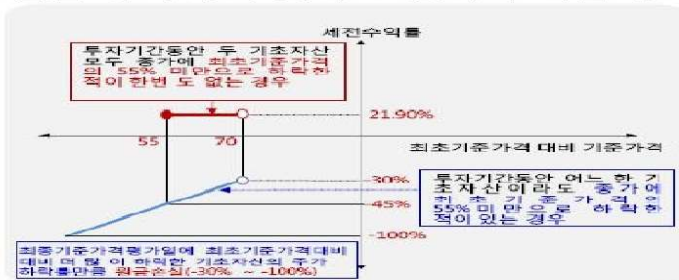 세전수익률
투자기간동안 두 기초자산
모두 종가에 최초기준가격
의 55% 미만으로 하락한
적이 한번 도 없는 경우
21.90%
55
70
최초기준가격 대비 기준가격
-30%
-45%
-100%
투자기간동안 어느 한 기
초자산이라도 종가에
최초기준가격의
55%미만으로 하락한
적이 있는 경우
최종기준가격평가일에 최초기준가격대비
대비 더 많이 하락한 기초자산의 주가
하락률만큼 원금손실(-30% ~ -100%)